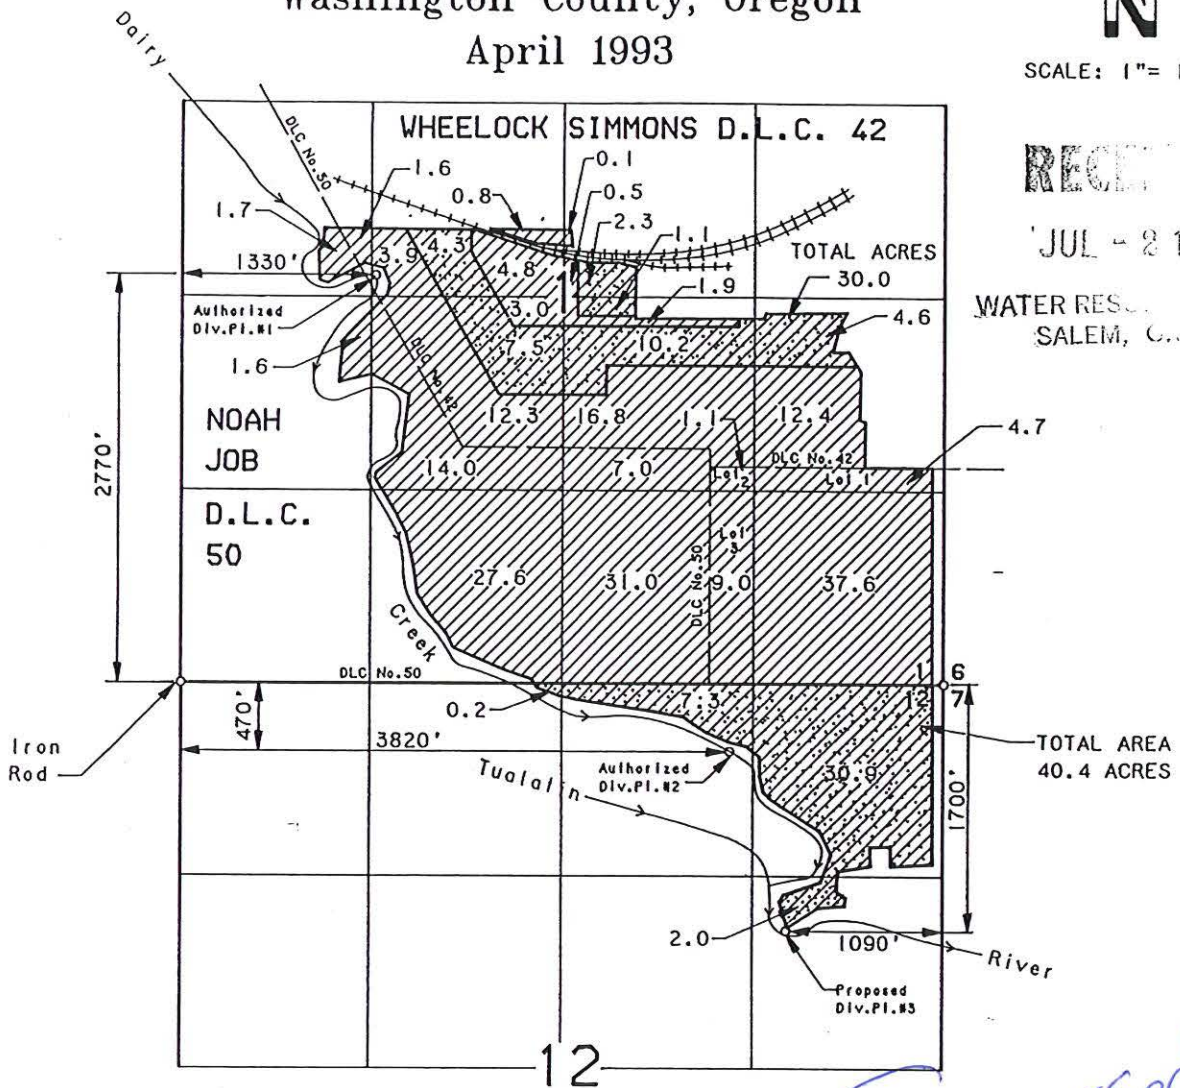 Washington County, Oregon
April 1993
N
SCALE: 1"=
Dairy
WHEELOCK SIMMONS D.L.C. 42
DLC No.50
1.6
0.1
0.8
0.5
2.3
1.7
1.1
JUL - 8 1
1330'
3.9
4.3
4.8
TOTAL ACRES
30.0
Authorized
Div.Pt.#1
3.0
1
1.9
4.6
WATER RES
SALEM,
1.6
DLC No.42
7.5
10.2
12.3
16.8
1.1
12.4
4.7
NOAH
JOB
D.L.C.
50
14.0
7.0
DLC No.42
Lot 2
Lot 1
2770'
Lot
3
27.6
31.0
DLC No.50
9.0
37.6
Creek
DLC No.50
1 6
12 7
0.2
7.3
470'
3820'
Iron
Rod
Authorized
Div.Pt.#2
Tualatin
30.9
TOTAL AREA
40.4 ACRES
1700'
2.0
1090'
River
Proposed
Div.Pt.#3
12